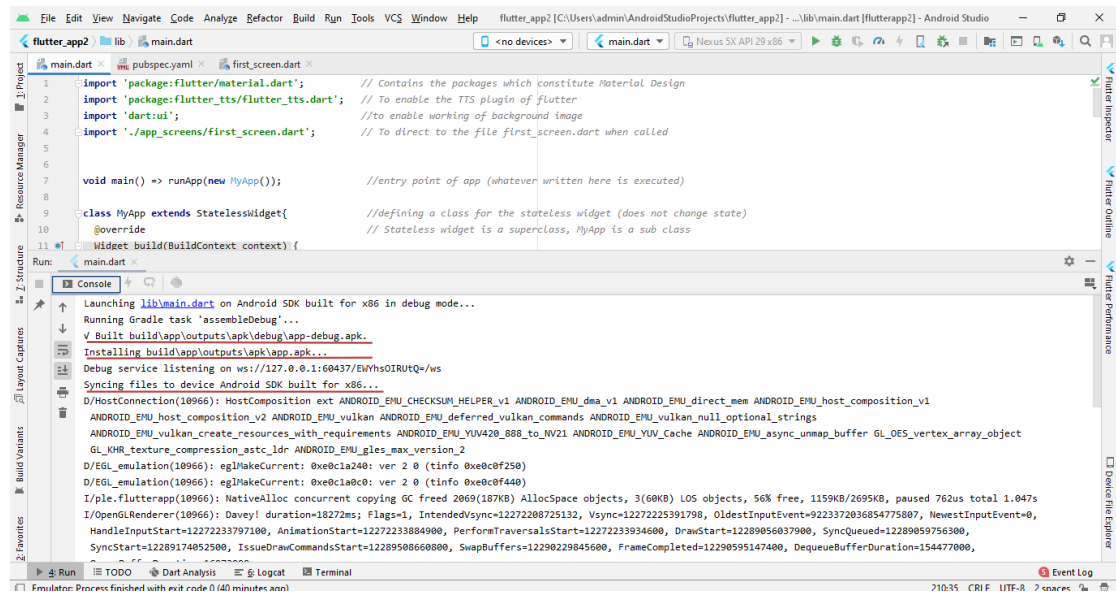 File Edit View Navigate Code Analyze Refactor Build Run Tools VCS Window Help flutter_app2 [C:\Users\admin\AndroidStudioProjects\flutter_app2] - ...\lib\main.dart [flutterapp2] - Android Studio
flutter_app2 lib main.dart <no devices> main.dart Nexus 5X API 29 x86
main.dart pubspec.yaml first_screen.dart
1 import 'package:flutter/material.dart'; // Contains the packages which constitute Material Design
2 import 'package:flutter_tts/flutter_tts.dart'; // To enable the TTS plugin of flutter
3 import 'dart:ui'; //to enable working of background image
4 import './app_screens/first_screen.dart'; // To direct to the file first_screen.dart when called
5
6
7 void main() => runApp(new MyApp()); //entry point of app (whatever written here is executed)
8
9 class MyApp extends StatelessWidget{ //defining a class for the stateless widget (does not change state)
10 @override // Stateless widget is a superclass, MyApp is a sub class
11 Widget build(BuildContext context) {
Run: main.dart
Console
Launching lib\main.dart on Android SDK built for x86 in debug mode...
Running Gradle task 'assembleDebug'...
√ Built build\app\outputs\apk\debug\app-debug.apk.
Installing build\app\outputs\apk\app.apk...
Debug service listening on ws://127.0.0.1:60437/EWYhsOIRUtQ=/ws
Syncing files to device Android SDK built for x86...
D/HostConnection(10966): HostComposition ext ANDROID_EMU_CHECKSUM_HELPER_v1 ANDROID_EMU_dma_v1 ANDROID_EMU_direct_mem ANDROID_EMU_host_composition_v1
ANDROID_EMU_host_composition_v2 ANDROID_EMU_vulkan ANDROID_EMU_deferred_vulkan_commands ANDROID_EMU_vulkan_null_optional_strings
ANDROID_EMU_vulkan_create_resources_with_requirements ANDROID_EMU_YUV420_888_to_NV21 ANDROID_EMU_YUV_Cache ANDROID_EMU_async_unmap_buffer GL_OES_vertex_array_object
GL_KHR_texture_compression_astc_ldr ANDROID_EMU_gles_max_version_2
D/EGL_emulation(10966): eglMakeCurrent: 0xe0c1a240: ver 2 0 (tinfo 0xe0c0f250)
D/EGL_emulation(10966): eglMakeCurrent: 0xe0c1a0c0: ver 2 0 (tinfo 0xe0c0f440)
I/ple.flutterapp(10966): NativeAlloc concurrent copying GC freed 2069(187KB) AllocSpace objects, 3(60KB) LOS objects, 56% free, 1159KB/2695KB, paused 762us total 1.047s
I/OpenGLRenderer(10966): Davey! duration=18272ms; Flags=1, IntendedVsync=12272208725132, Vsync=12272225391798, OldestInputEvent=9223372036854775807, NewestInputEvent=0,
HandleInputStart=12272233797100, AnimationStart=12272233884900, PerformTraversalsStart=12272233934600, DrawStart=12289056037900, SyncQueued=12289059756300,
SyncStart=12289174052500, IssueDrawCommandsStart=12289508660800, SwapBuffers=12290229845600, FrameCompleted=12290595147400, DequeueBufferDuration=154477000,
4: Run TODO Dart Analysis 6: Logcat Terminal Event Log
Emulator: Process finished with exit code 0 (40 minutes ago) 210:35 CRLF UTF-8 2 spaces
1: Project
Resource Manager
Z: Structure
Layout Captures
Build Variants
2: Favorites
Flutter Inspector
Flutter Outline
Flutter Performance
Device File Explorer